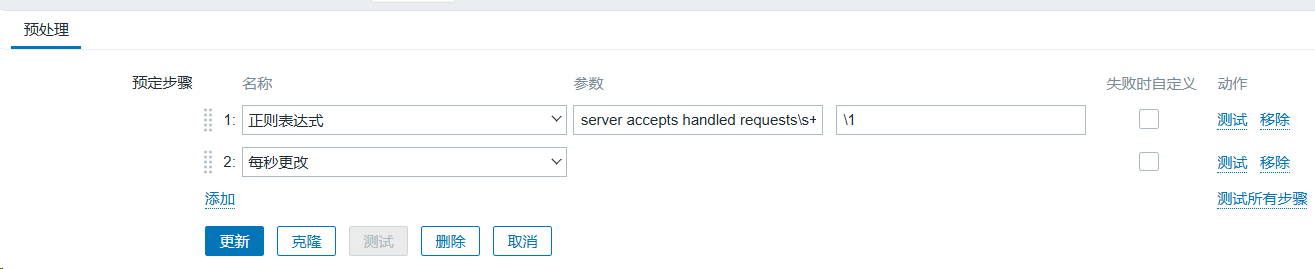 预处理
预定步骤 名称 参数 失败时自定义 动作
1: 正则表达式 server accepts handled requests\s+ \1 测试 移除
2: 每秒更改 测试 移除
添加 测试所有步骤
更新 克隆 测试 删除 取消